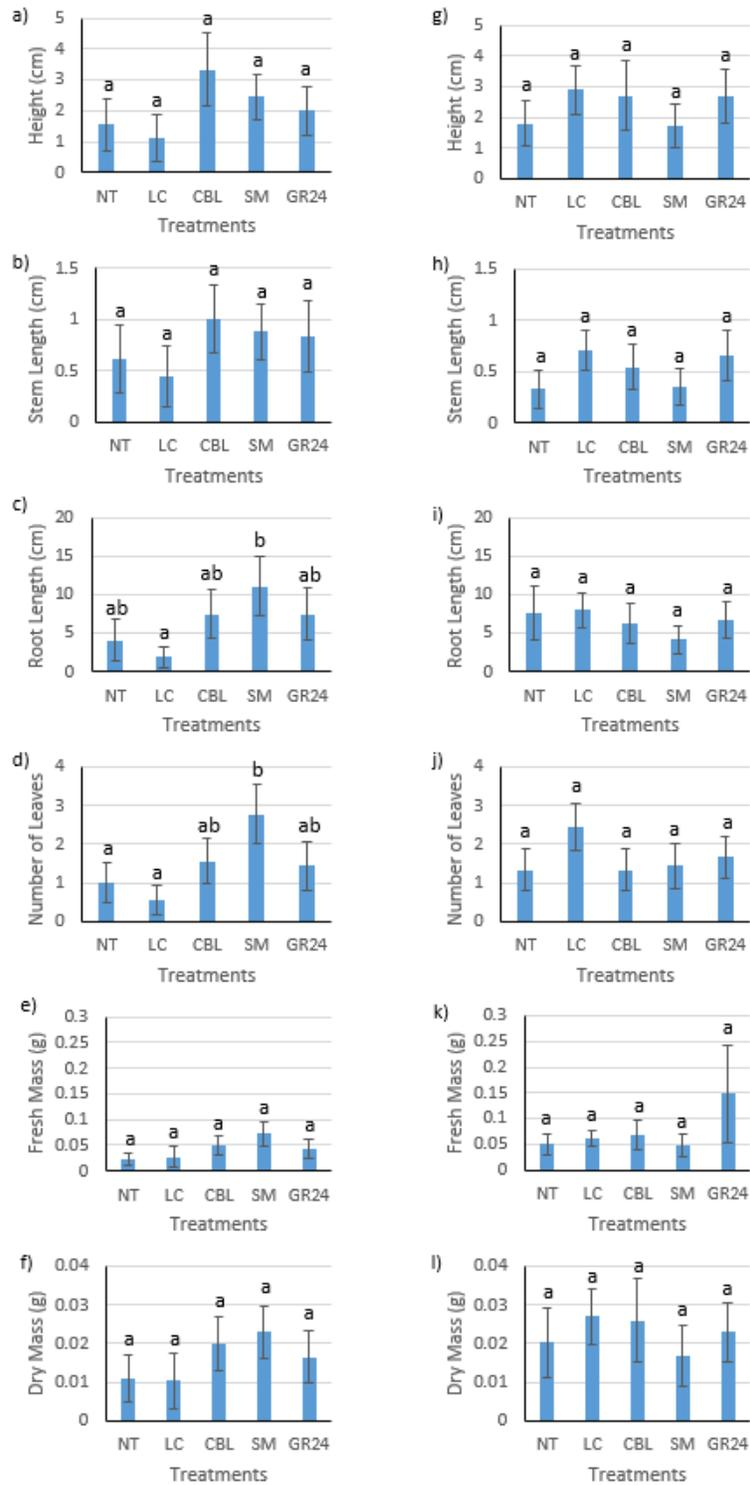 a)
Height (cm)
5
4
3
2
1
0
a a a a a
NT LC CBL SM GR24
Treatments
g)
Height (cm)
5
4
3
2
1
0
a a a a a
NT LC CBL SM GR24
Treatments
b)
Stem Length (cm)
1.5
1
0.5
0
a a a a a
NT LC CBL SM GR24
Treatments
h)
Stem Length (cm)
1.5
1
0.5
0
a a a a a
NT LC CBL SM GR24
Treatments
c)
Root Length (cm)
20
15
10
5
0
ab a ab b ab
NT LC CBL SM GR24
Treatments
i)
Root Length (cm)
20
15
10
5
0
a a a a a
NT LC CBL SM GR24
Treatments
d)
Number of Leaves
4
3
2
1
0
a a ab b ab
NT LC CBL SM GR24
Treatments
j)
Number of Leaves
4
3
2
1
0
a a a a a
NT LC CBL SM GR24
Treatments
e)
Fresh Mass (g)
0.3
0.25
0.2
0.15
0.1
0.05
0
a a a a a
NT LC CBL SM GR24
Treatments
k)
Fresh Mass (g)
0.3
0.25
0.2
0.15
0.1
0.05
0
a a a a a
NT LC CBL SM GR24
Treatments
f)
Dry Mass (g)
0.04
0.03
0.02
0.01
0
a a a a a
NT LC CBL SM GR24
Treatments
l)
Dry Mass (g)
0.04
0.03
0.02
0.01
0
a a a a a
NT LC CBL SM GR24
Treatments